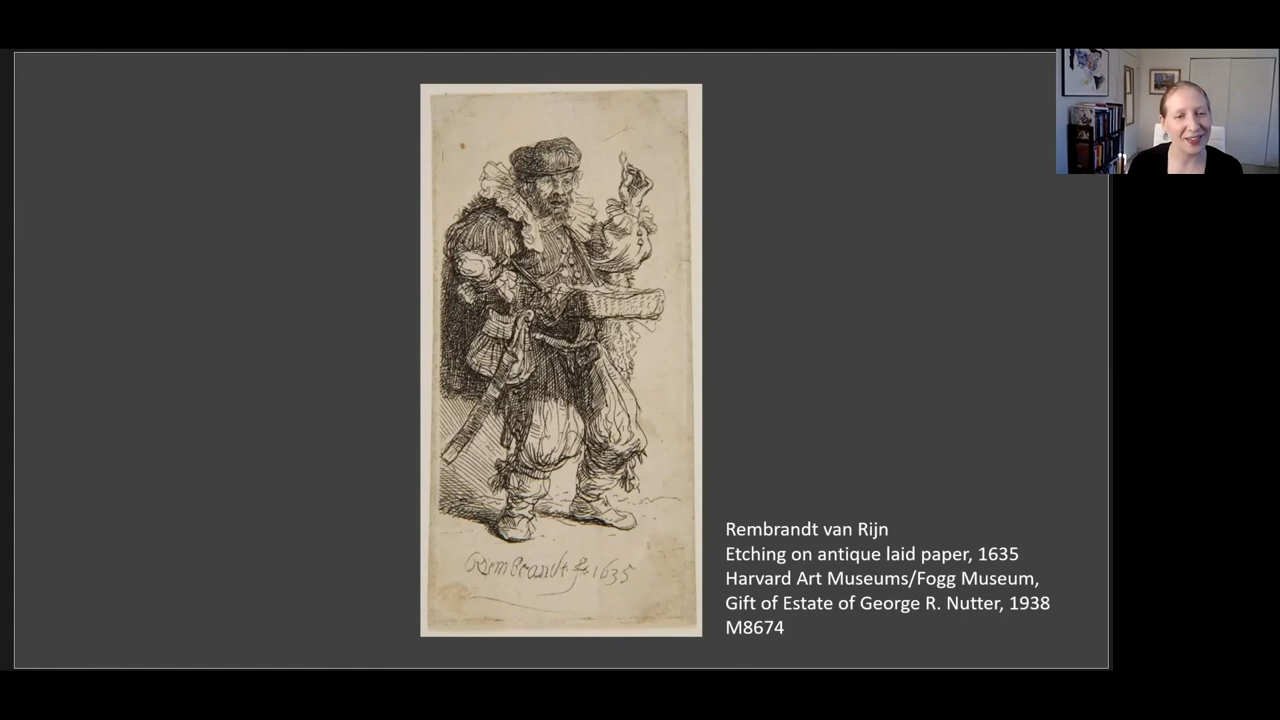 Rembrandt f. 1635
Rembrandt van Rijn
Etching on antique laid paper, 1635
Harvard Art Museums/Fogg Museum,
Gift of Estate of George R. Nutter, 1938
M8674